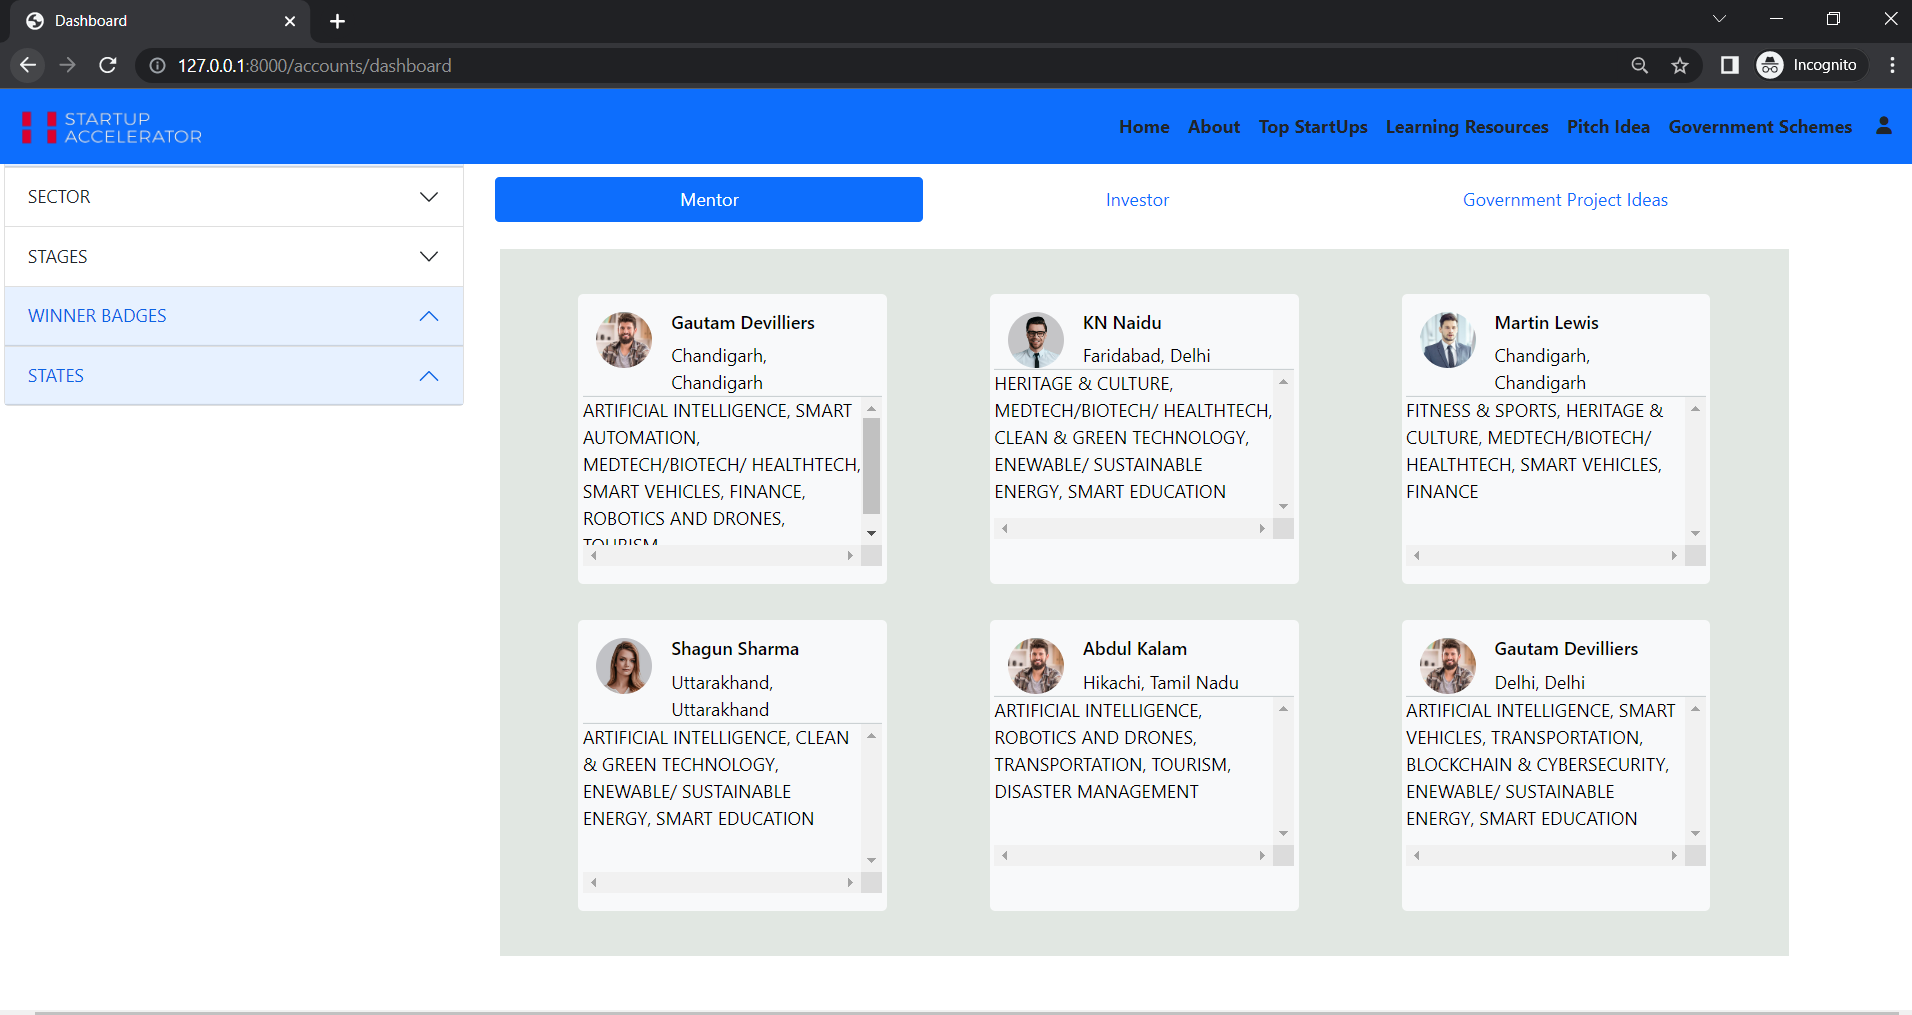 Dashboard
127.0.0.1:8000/accounts/dashboard
Incognito
STARTUP
ACCELERATOR
Home About Top StartUps Learning Resources Pitch Idea Government Schemes
SECTOR
STAGES
WINNER BADGES
STATES
Mentor Investor Government Project Ideas
Gautam Devilliers
Chandigarh,
Chandigarh
ARTIFICIAL INTELLIGENCE, SMART
AUTOMATION,
MEDTECH/BIOTECH/ HEALTHTECH,
SMART VEHICLES, FINANCE,
ROBOTICS AND DRONES,
TOURISM
KN Naidu
Faridabad, Delhi
HERITAGE & CULTURE,
MEDTECH/BIOTECH/ HEALTHTECH,
CLEAN & GREEN TECHNOLOGY,
ENEWABLE/ SUSTAINABLE
ENERGY, SMART EDUCATION
Martin Lewis
Chandigarh,
Chandigarh
FITNESS & SPORTS, HERITAGE &
CULTURE, MEDTECH/BIOTECH/
HEALTHTECH, SMART VEHICLES,
FINANCE
Shagun Sharma
Uttarakhand,
Uttarakhand
ARTIFICIAL INTELLIGENCE, CLEAN
& GREEN TECHNOLOGY,
ENEWABLE/ SUSTAINABLE
ENERGY, SMART EDUCATION
Abdul Kalam
Hikachi, Tamil Nadu
ARTIFICIAL INTELLIGENCE,
ROBOTICS AND DRONES,
TRANSPORTATION, TOURISM,
DISASTER MANAGEMENT
Gautam Devilliers
Delhi, Delhi
ARTIFICIAL INTELLIGENCE, SMART
VEHICLES, TRANSPORTATION,
BLOCKCHAIN & CYBERSECURITY,
ENEWABLE/ SUSTAINABLE
ENERGY, SMART EDUCATION